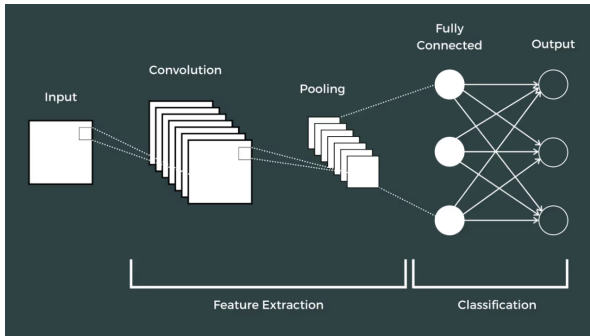 Input
Convolution
Pooling
Fully
Connected
Output
Feature Extraction
Classification